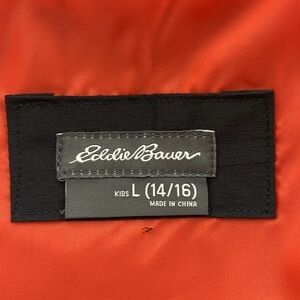 Eddie Bauer
KIDS L (14/16)
MADE IN CHINA